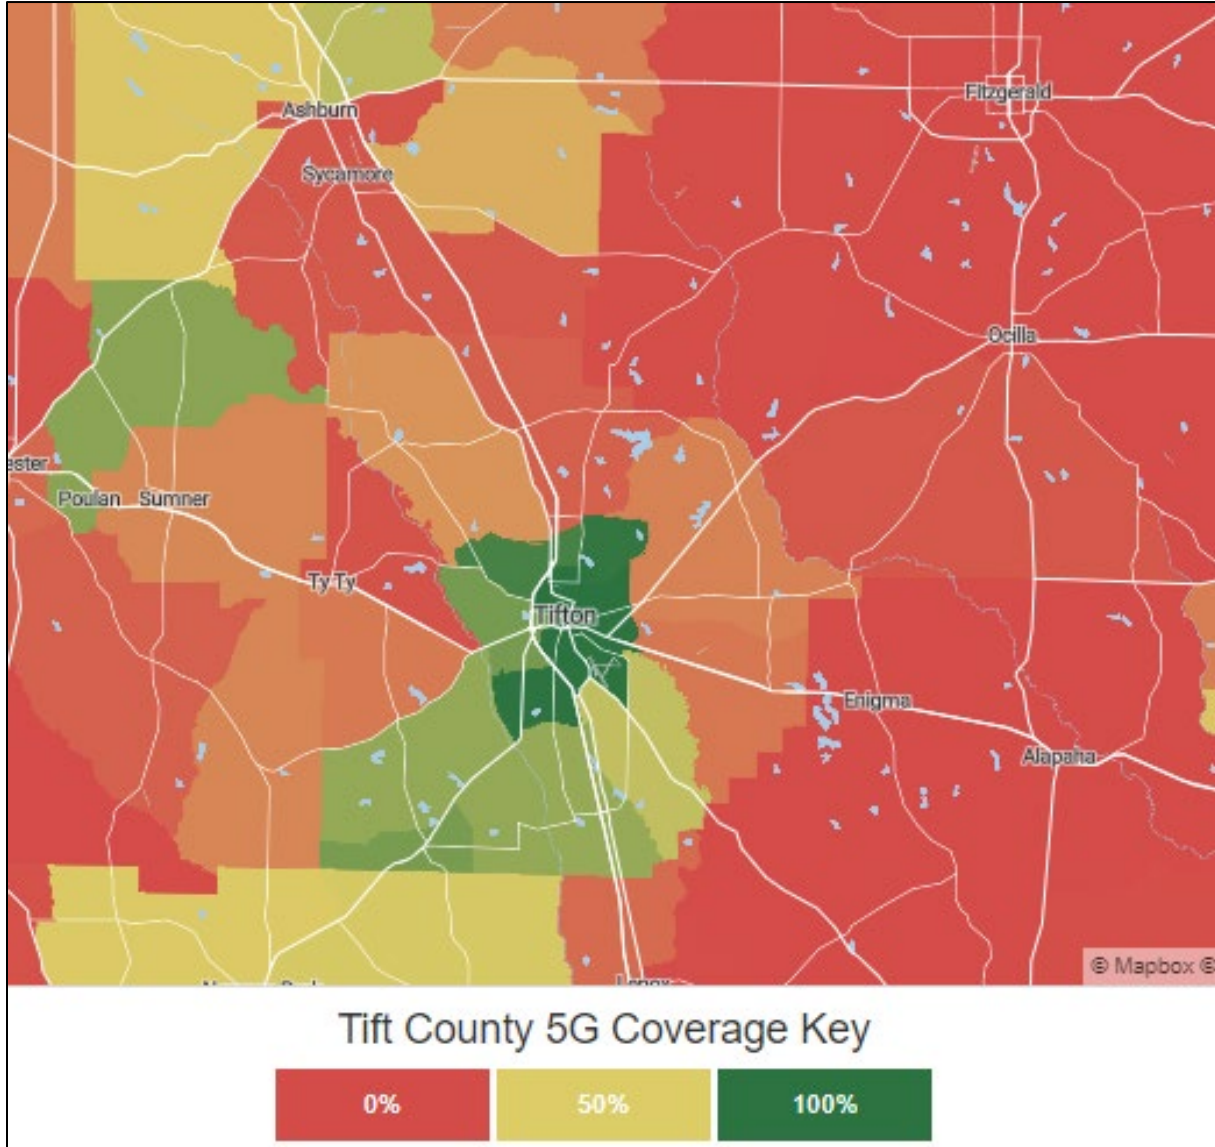 Ashburn
Fitzgerald
Sycamore
Ocilla
ester
Poulan Sumner
Ty Ty
Tifton
Enigma
Alapaha
© Mapbox ©
Tift County 5G Coverage Key
0% 50% 100%